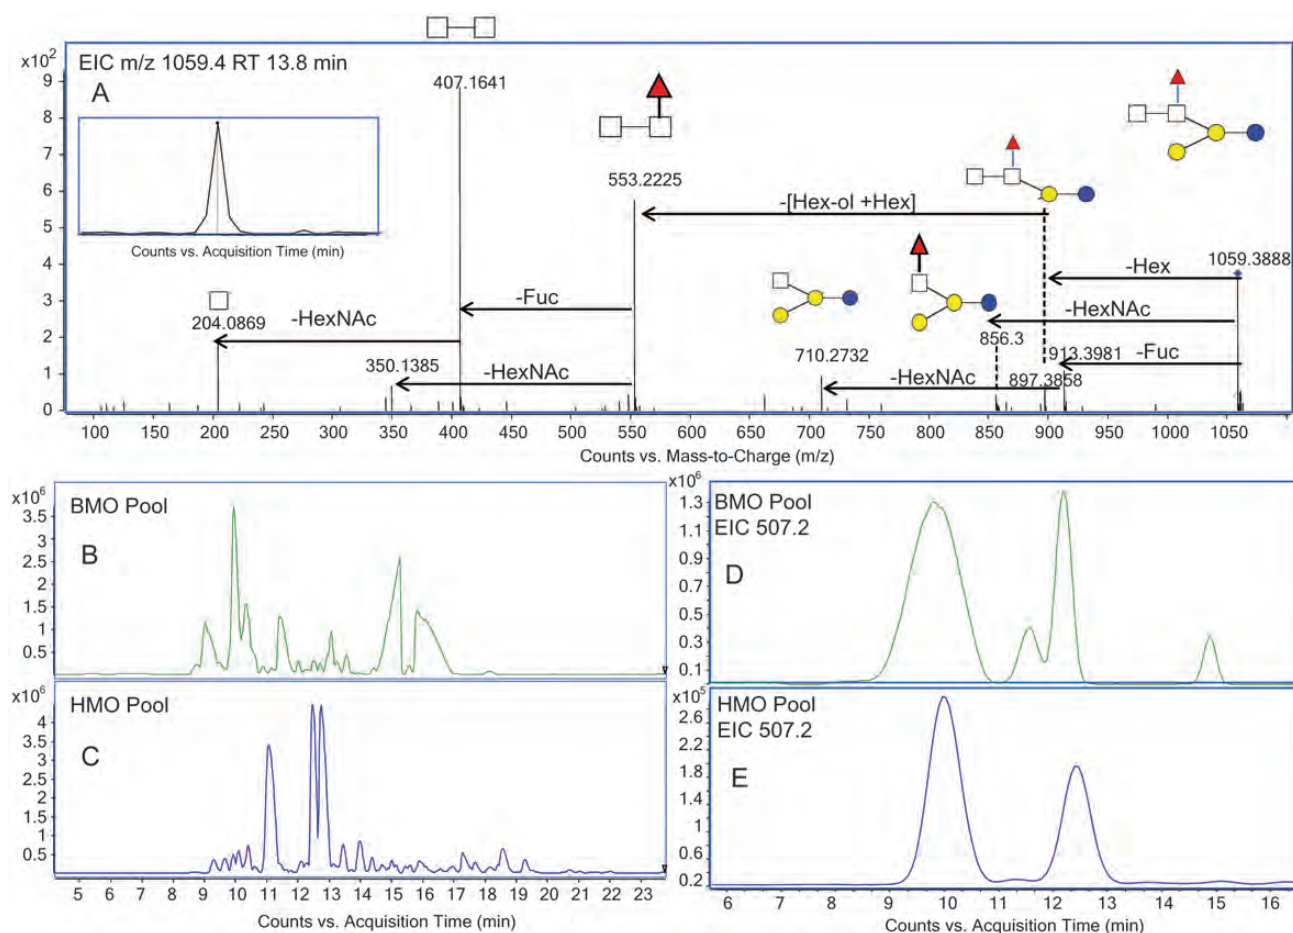 EIC m/z 1059.4 RT 13.8 min
A
x10²
9
8
7
6
5
4
3
2
1
0
Counts vs. Acquisition Time (min)
407.1641
553.2225
-[Hex-ol +Hex]
1059.3888
-Hex
-Fuc
-HexNAc
204.0869
-HexNAc
856.3
350.1385
710.2732
913.3981
-Fuc
-HexNAc
-HexNAc
897.3858
100 150 200 250 300 350 400 450 500 550 600 650 700 750 800 850 900 950 1000 1050
Counts vs. Mass-to-Charge (m/z)
x10⁶
BMO Pool
B
3.5
3
2.5
2
1.5
1
0.5
x10⁶
HMO Pool
C
4
3.5
3
2.5
2
1.5
1
0.5
5 6 7 8 9 10 11 12 13 14 15 16 17 18 19 20 21 22 23
Counts vs. Acquisition Time (min)
x10⁶
BMO Pool
EIC 507.2
D
1.3
1.1
0.9
0.7
0.5
0.3
0.1
x10⁵
HMO Pool
EIC 507.2
E
2.6
2.2
1.8
1.4
1
0.6
0.2
6 7 8 9 10 11 12 13 14 15 16
Counts vs. Acquisition Time (min)